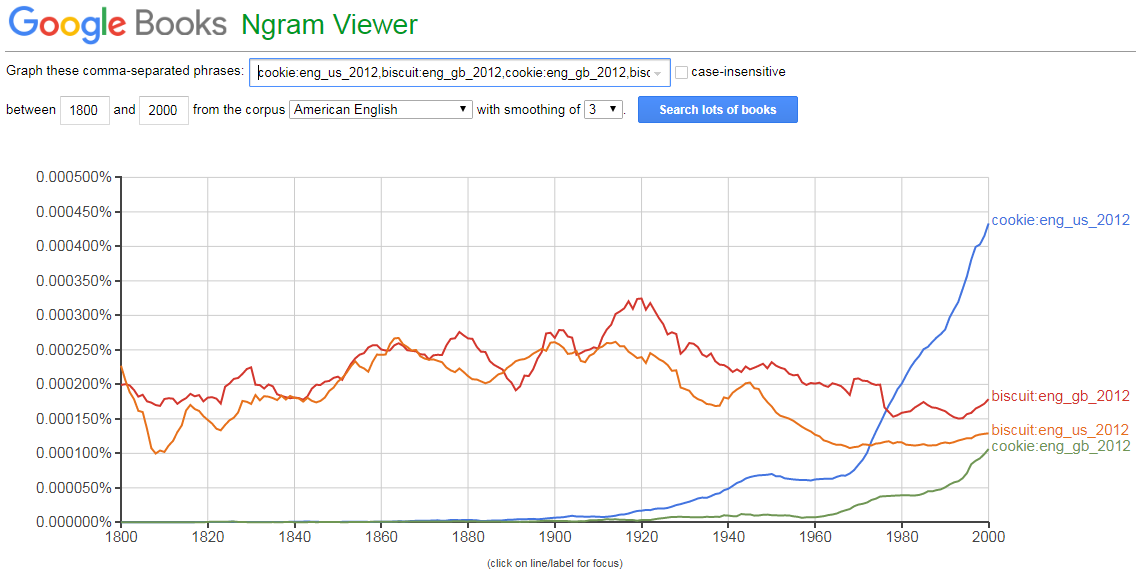 Google Books Ngram Viewer
Graph these comma-separated phrases: cookie:eng_us_2012,biscuit:eng_gb_2012,cookie:eng_gb_2012,bisc case-insensitive
between 1800 and 2000 from the corpus American English with smoothing of 3 . Search lots of books
0.000500%
0.000450%
0.000400%
0.000350%
0.000300%
0.000250%
0.000200%
0.000150%
0.000100%
0.000050%
0.000000%
cookie:eng_us_2012
biscuit:eng_gb_2012
biscuit:eng_us_2012
cookie:eng_gb_2012
1800 1820 1840 1860 1880 1900 1920 1940 1960 1980 2000
(click on line/label for focus)